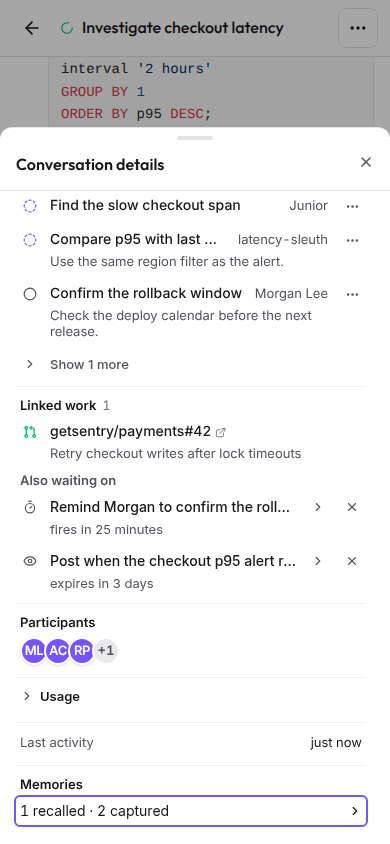 Investigate checkout latency
interval '2 hours'
GROUP BY 1
ORDER BY p95 DESC;
Conversation details
Find the slow checkout span Junior
Compare p95 with last ... latency-sleuth
Use the same region filter as the alert.
Confirm the rollback window Morgan Lee
Check the deploy calendar before the next
release.
Show 1 more
Linked work 1
getsentry/payments#42
Retry checkout writes after lock timeouts
Also waiting on
Remind Morgan to confirm the roll...
fires in 25 minutes
Post when the checkout p95 alert r...
expires in 3 days
Participants
ML AC RP +1
Usage
Last activity just now
Memories
1 recalled · 2 captured